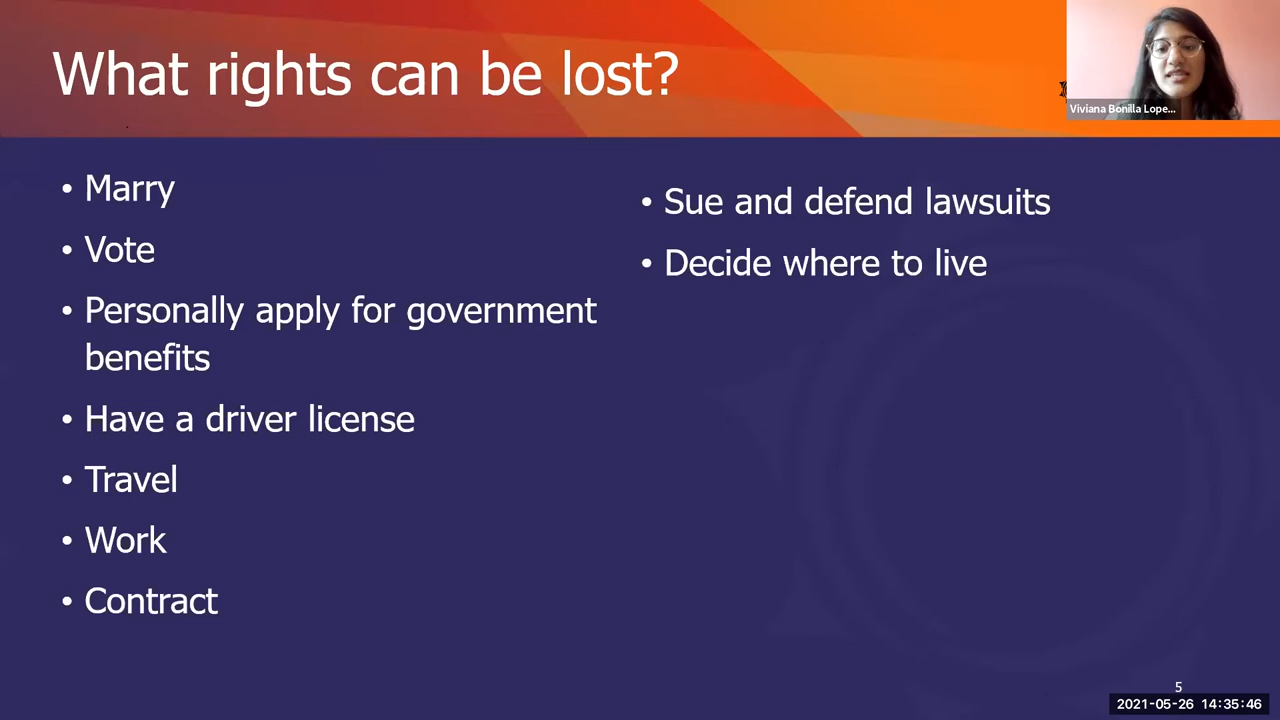 What rights can be lost?
Viviana Bonilla Lope...
• Marry
• Vote
• Personally apply for government
benefits
• Have a driver license
• Travel
• Work
• Contract
• Sue and defend lawsuits
• Decide where to live
5
2021-05-26 14:35:46